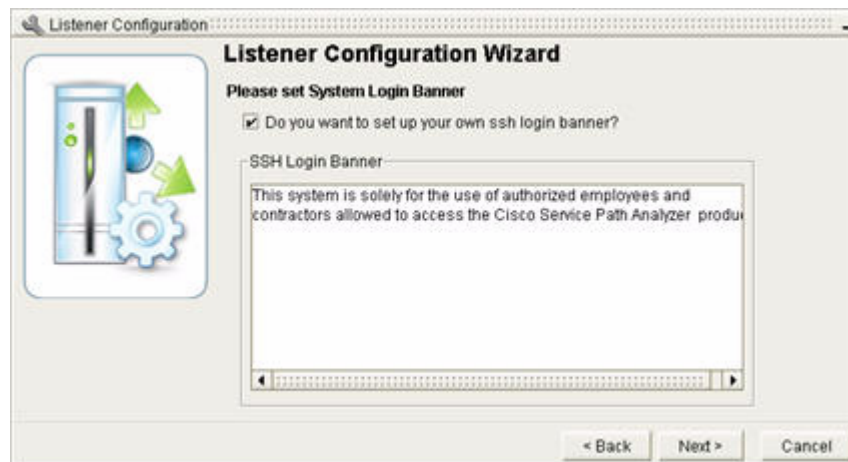 Listener Configuration
Listener Configuration Wizard
Please set System Login Banner
Do you want to set up your own ssh login banner?
SSH Login Banner
This system is solely for the use of authorized employees and
contractors allowed to access the Cisco Service Path Analyzer produ
< Back
Next >
Cancel